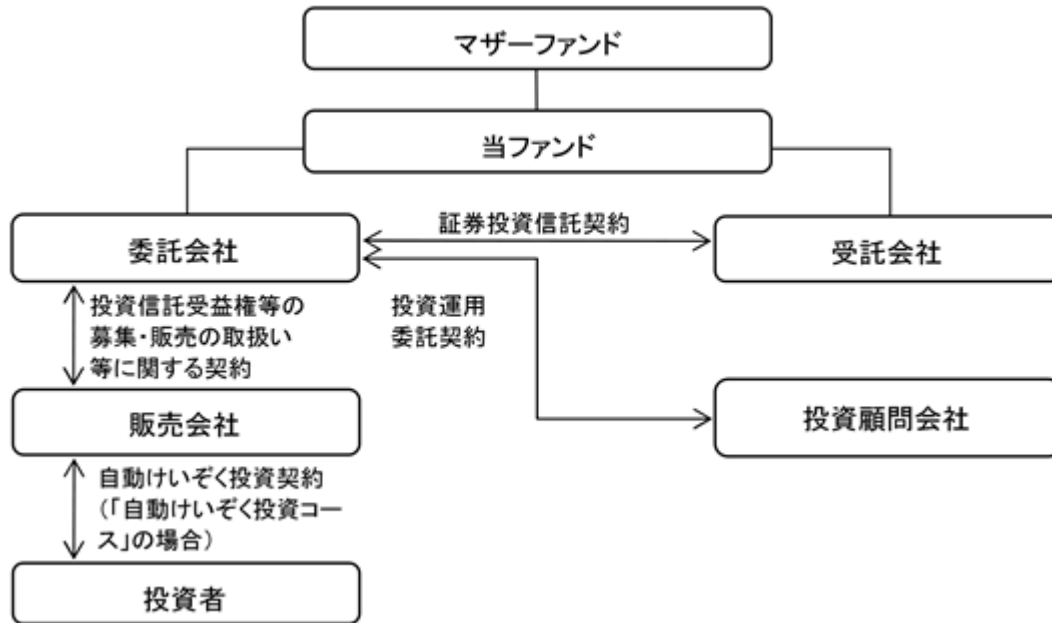 マザーファンド
当ファンド
証券投資信託契約
委託会社
受託会社
投資信託受益権等の
募集・販売の取扱い
等に関する契約
投資運用
委託契約
販売会社
投資顧問会社
自動けいぞく投資契約
(「自動けいぞく投資コー
ス」の場合)
投資者